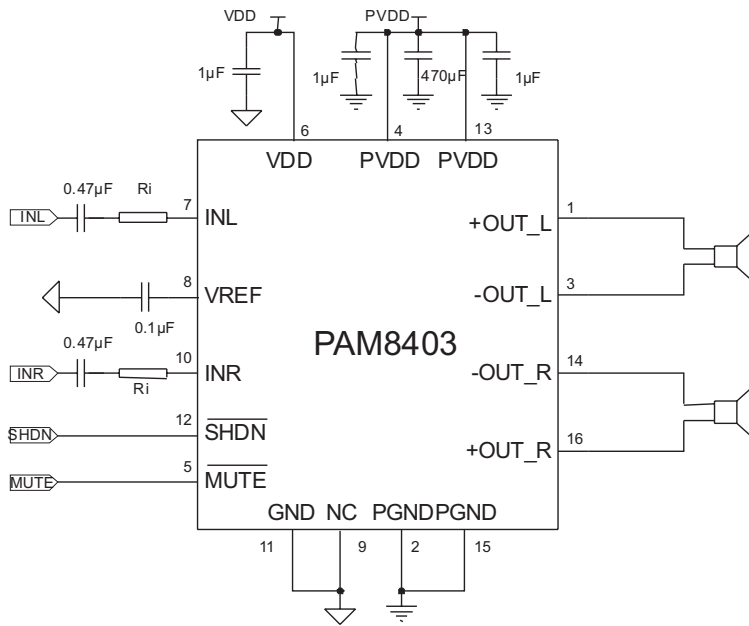 VDD
PVDD
1µF
1µF
470µF
1µF
6
4
13
VDD
PVDD
PVDD
0.47µF
Ri
INL
7
INL
1
+OUT_L
8
VREF
0.1µF
3
-OUT_L
PAM8403
0.47µF
INR
Ri
10
INR
14
-OUT_R
SHDN
12
SHDN
16
+OUT_R
MUTE
5
MUTE
GND
NC
PGND
PGND
11
9
2
15